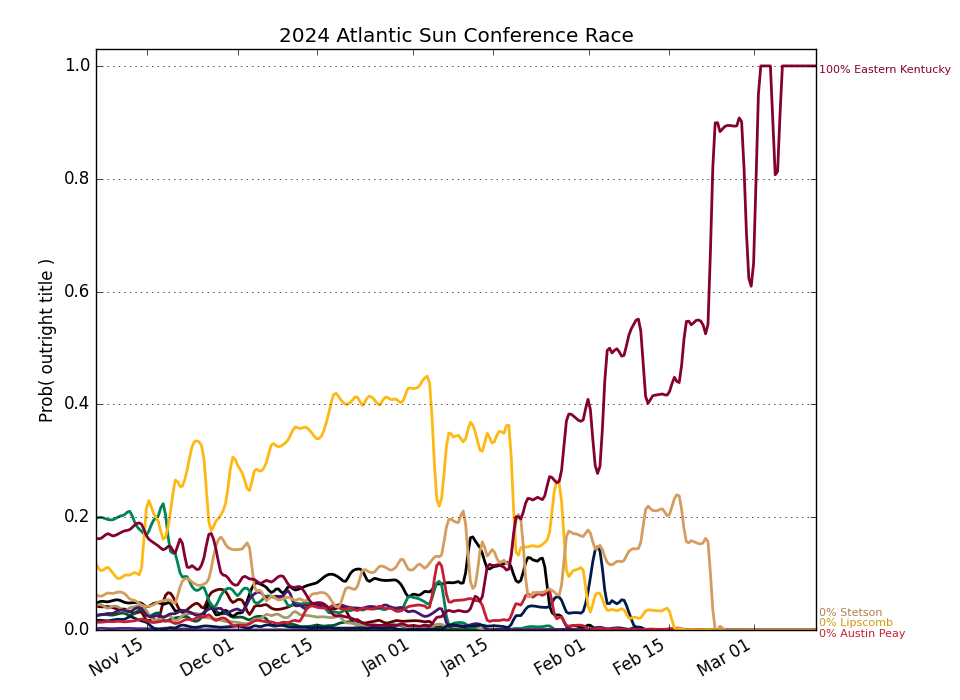 2024 Atlantic Sun Conference Race
Prob( outright title )
1.0
0.8
0.6
0.4
0.2
0.0
Nov 15
Dec 01
Dec 15
Jan 01
Jan 15
Feb 01
Feb 15
Mar 01
100% Eastern Kentucky
0% Stetson
0% Lipscomb
0% Austin Peay